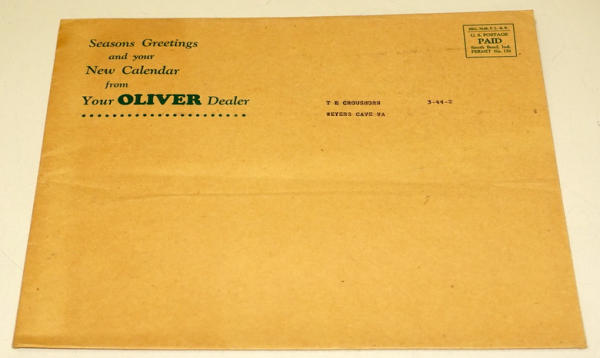 Seasons Greetings
and your
New Calendar
from
Your OLIVER Dealer
U. S. POSTAGE
PAID
South Bend, Ind.
PERMIT No. 134
T E CROUSHORN 3-44-2
WEYERS CAVE VA